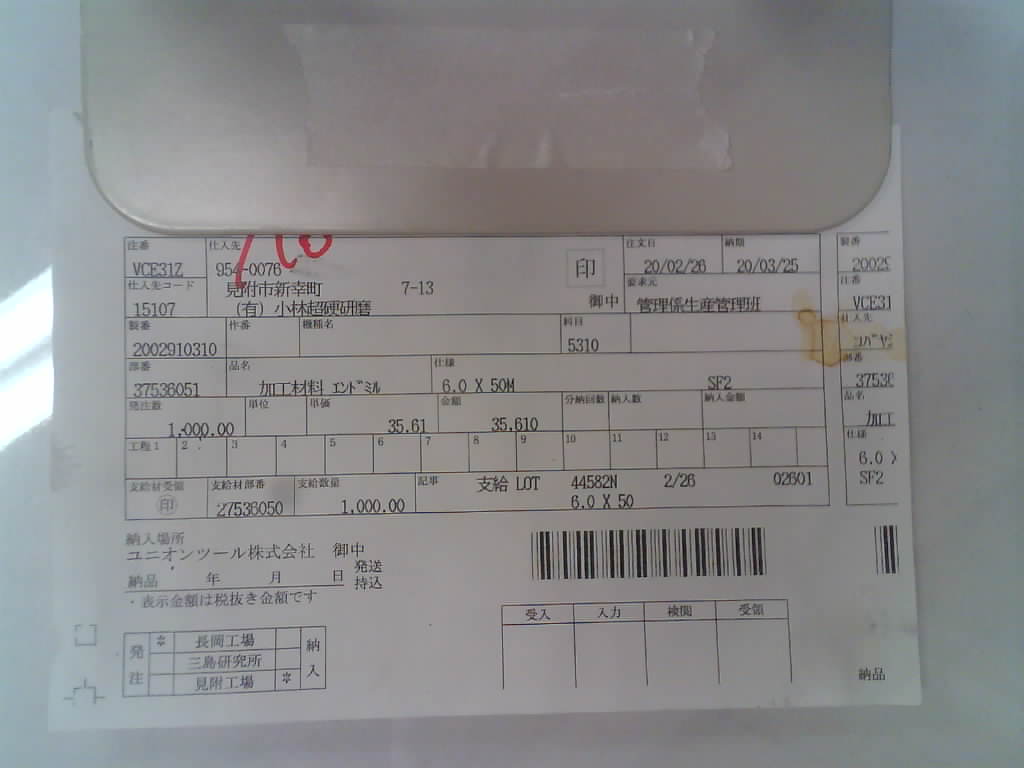 注番 仕入先 注文日 納期
VCE31Z 954-0076 印 20/02/26 20/03/25
仕入先コード 見附市新幸町 7-13 要求元
15107 (有) 小林超硬研磨 御中 管理係生産管理班
製番 作番 機種名 科目
2002910310 5310
部番 品名 仕様
37536051 加工材料 エンドミル 6.0 X 50M SF2
発注数 単位 単価 金額 分納回数 納入数 納入金額
1,000.00 35.61 35,610
工程1 2 3 4 5 6 7 8 9 10 11 12 13 14
支給材受領 支給材部番 支給数量 記事 支給 LOT 44582N 2/26 02601
印 27536050 1,000.00 6.0 X 50
納入場所
ユニオンツール株式会社 御中
納品 年 月 日 発送
持込
・表示金額は税抜き金額です
受入 入力 検閲 受領
発注 納入
* 長岡工場
三島研究所
見附工場 *
製番
2002
注番
VCE31
仕入先
コバヤ
部番
3753
品名
加工
仕様
6.0
SF2
納品